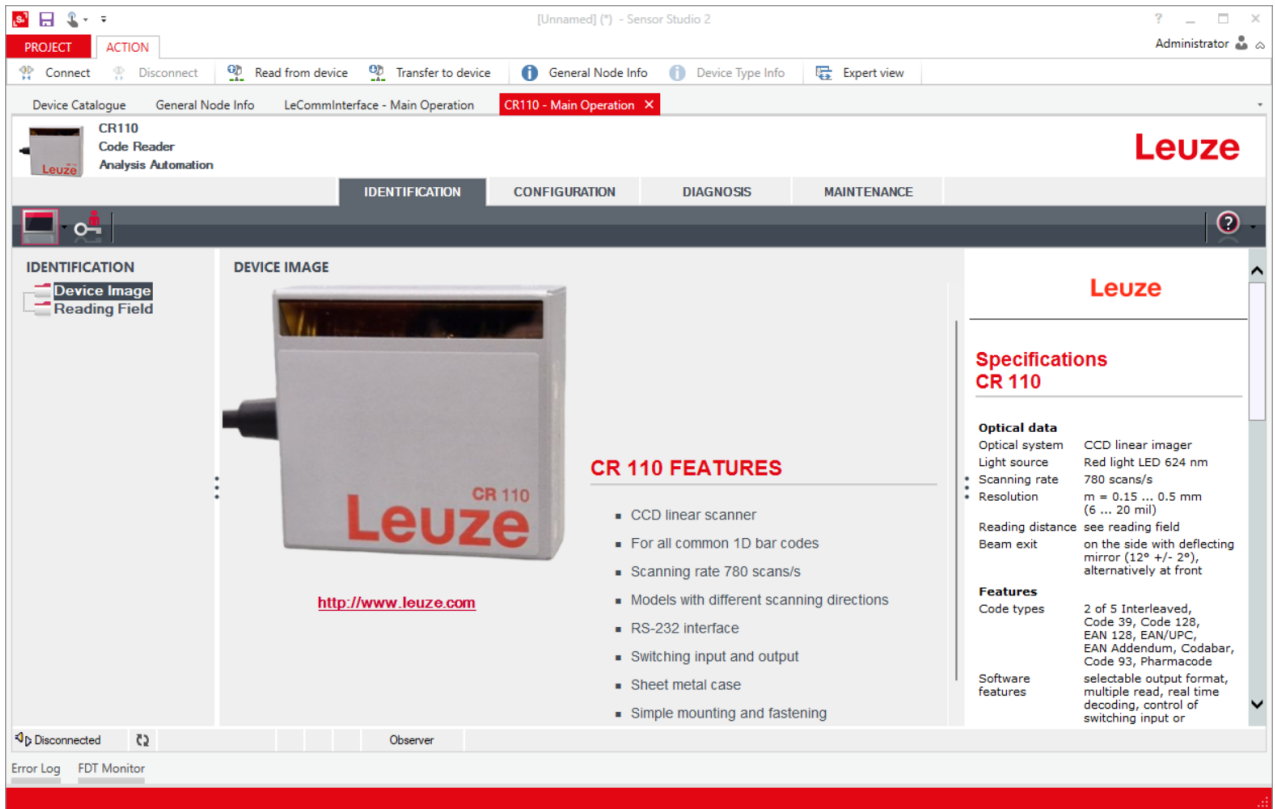 [Unnamed] (*) - Sensor Studio 2
PROJECT ACTION
Administrator
Connect Disconnect Read from device Transfer to device General Node Info Device Type Info Expert view
Device Catalogue General Node Info LeCommInterface - Main Operation CR110 - Main Operation
CR110
Code Reader
Analysis Automation
Leuze
Leuze
IDENTIFICATION CONFIGURATION DIAGNOSIS MAINTENANCE
IDENTIFICATION
Device Image
Reading Field
DEVICE IMAGE
CR 110
Leuze
http://www.leuze.com
CR 110 FEATURES
CCD linear scanner
For all common 1D bar codes
Scanning rate 780 scans/s
Models with different scanning directions
RS-232 interface
Switching input and output
Sheet metal case
Simple mounting and fastening
Leuze
Specifications
CR 110
Optical data
Optical system CCD linear imager
Light source Red light LED 624 nm
Scanning rate 780 scans/s
Resolution m = 0.15 ... 0.5 mm
(6 ... 20 mil)
Reading distance see reading field
Beam exit on the side with deflecting
mirror (12° +/- 2°),
alternatively at front
Features
Code types 2 of 5 Interleaved,
Code 39, Code 128,
EAN 128, EAN/UPC,
EAN Addendum, Codabar,
Code 93, Pharmacode
Software selectable output format,
features multiple read, real time
decoding, control of
switching input or
Disconnected Observer
Error Log FDT Monitor